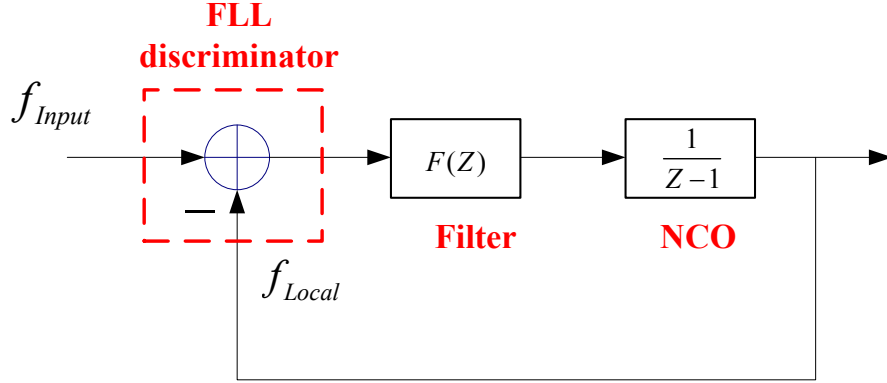 FLL
discriminator
f_Input
F(Z)
1
Z−1
−
Filter
NCO
f_Local